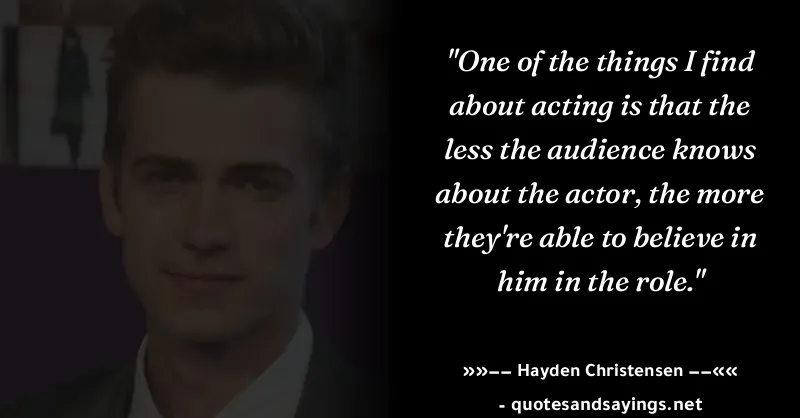 "One of the things I find
about acting is that the
less the audience knows
about the actor, the more
they're able to believe in
him in the role."
»»−− Hayden Christensen −−««
- quotesandsayings.net